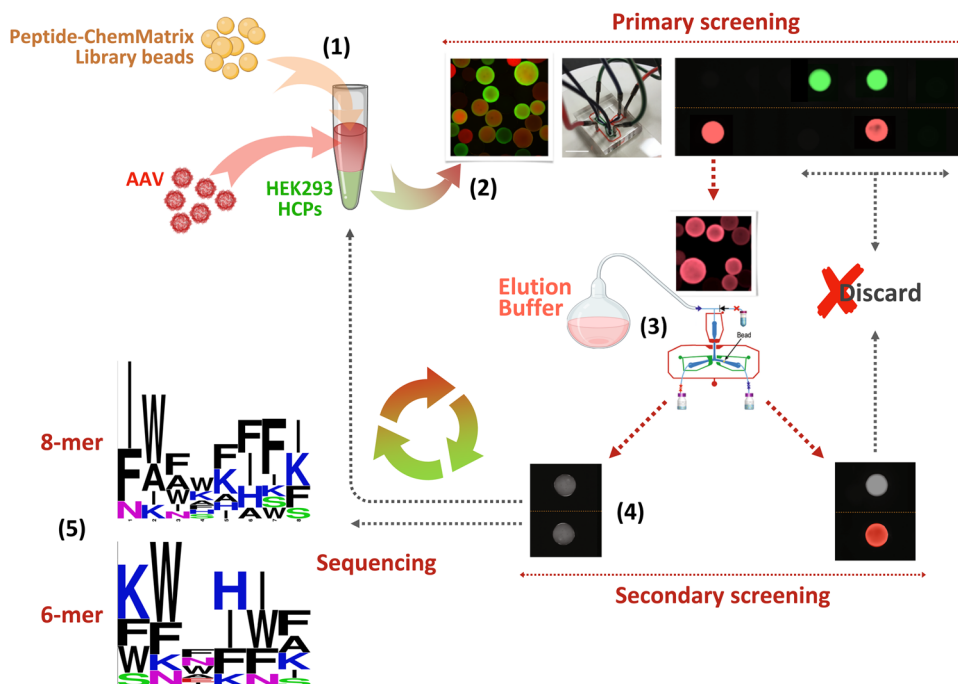 Primary screening
Peptide-ChemMatrix
Library beads
(1)
AAV
HEK293
HCPs
(2)
Elution
Buffer
(3)
Bead
Discard
8-mer
(4)
(5)
Sequencing
6-mer
Secondary screening